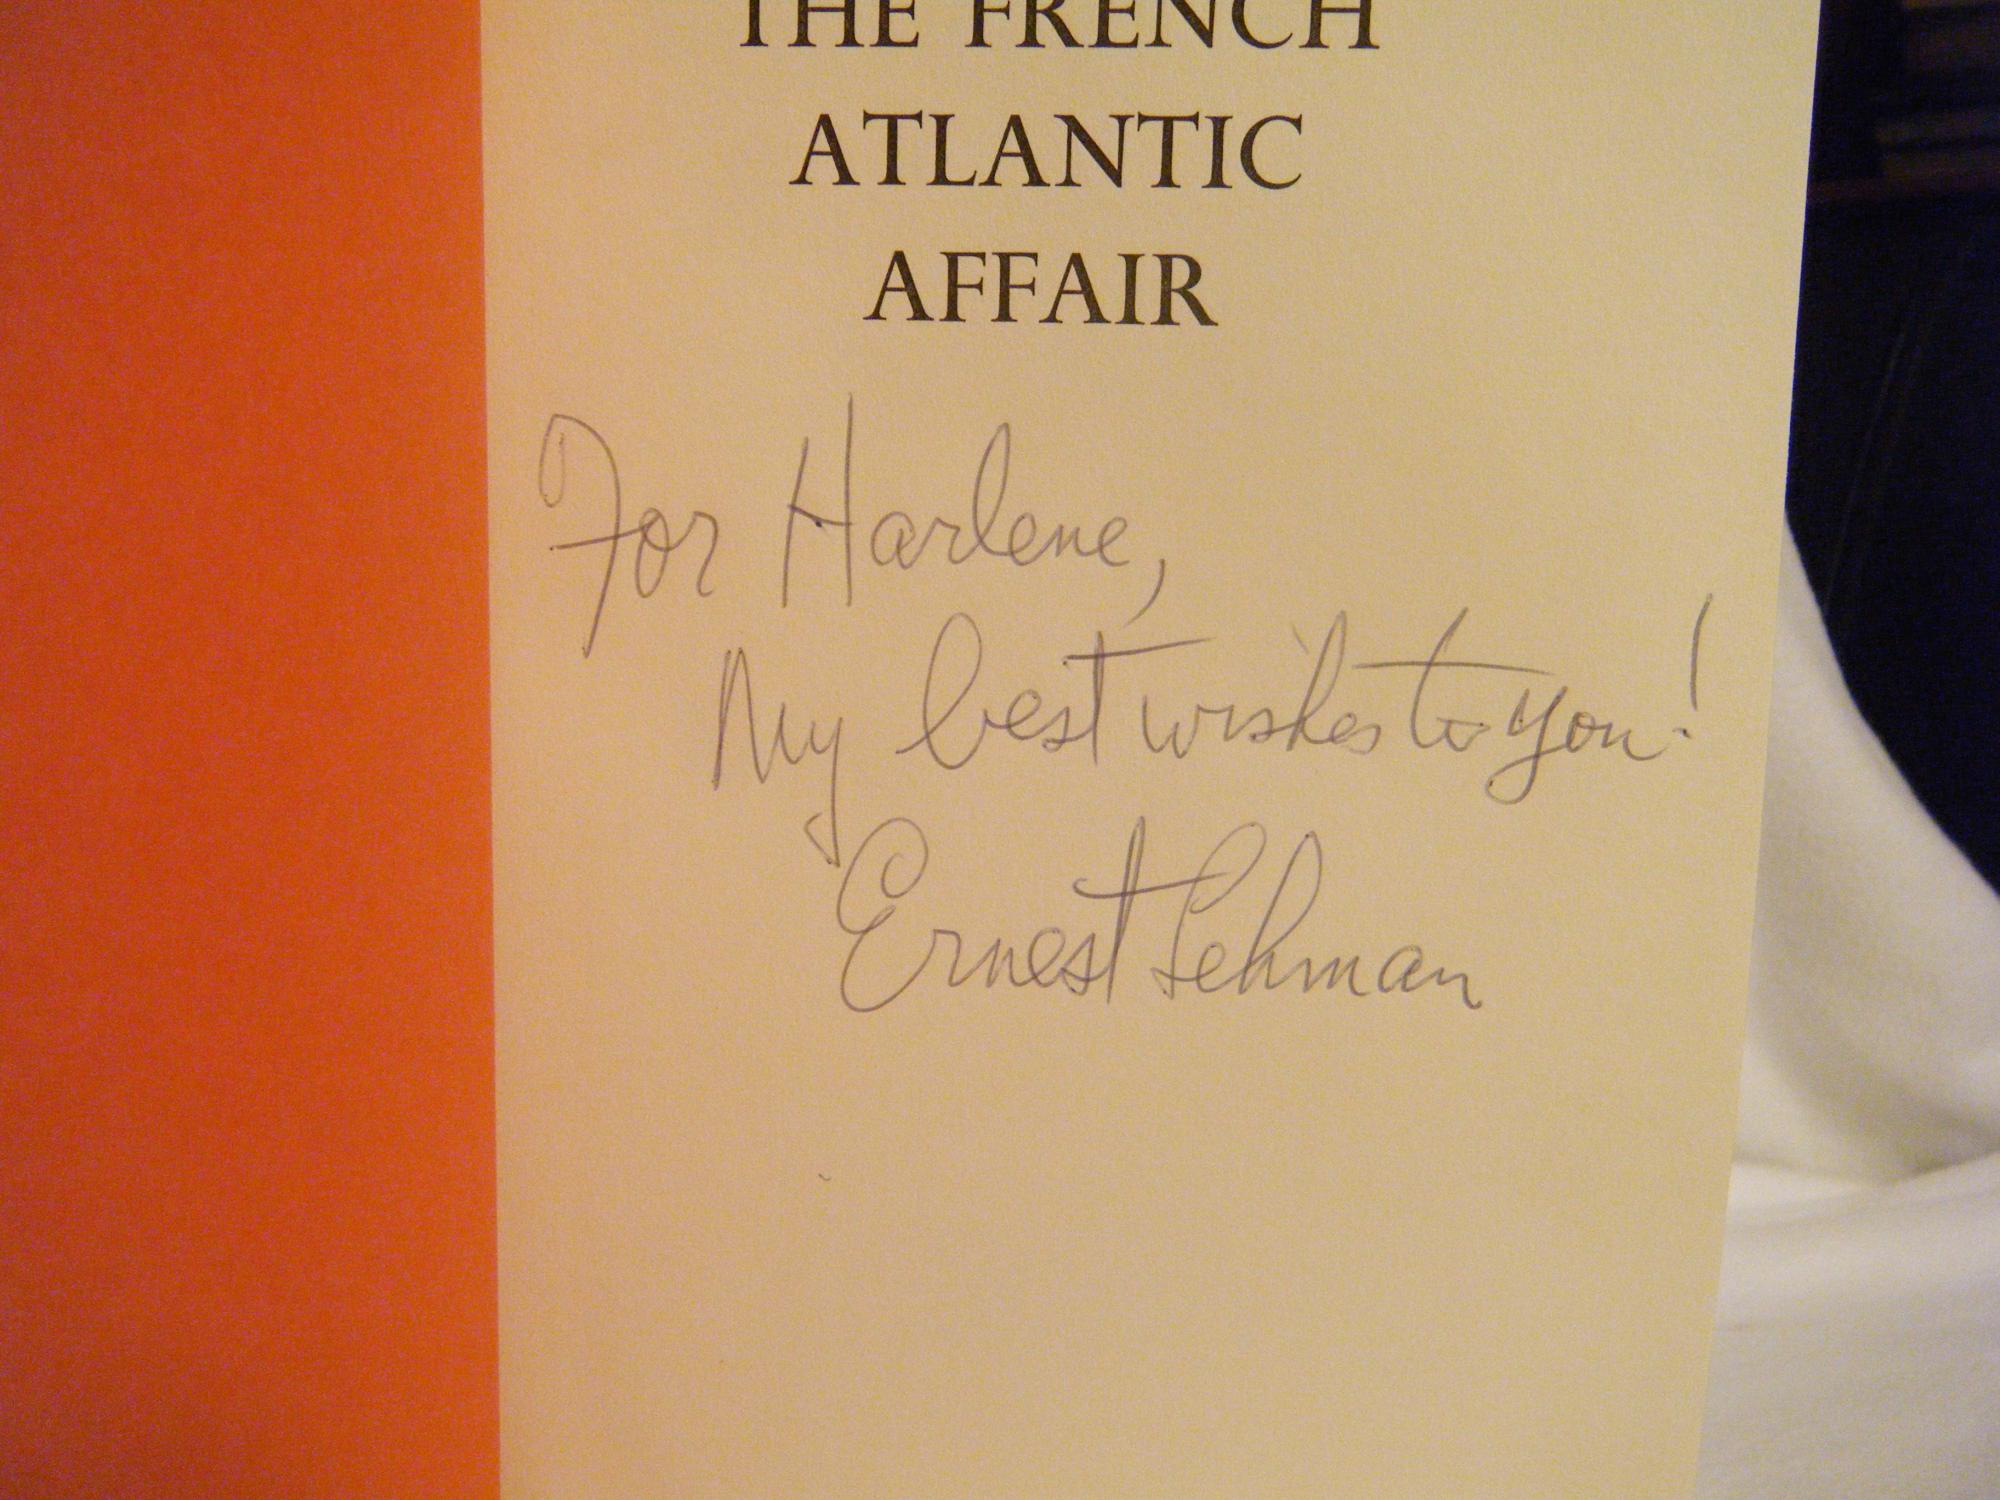 THE FRENCH
ATLANTIC
AFFAIR
For Harlene,
My best wishes to you!
Ernest Lehman